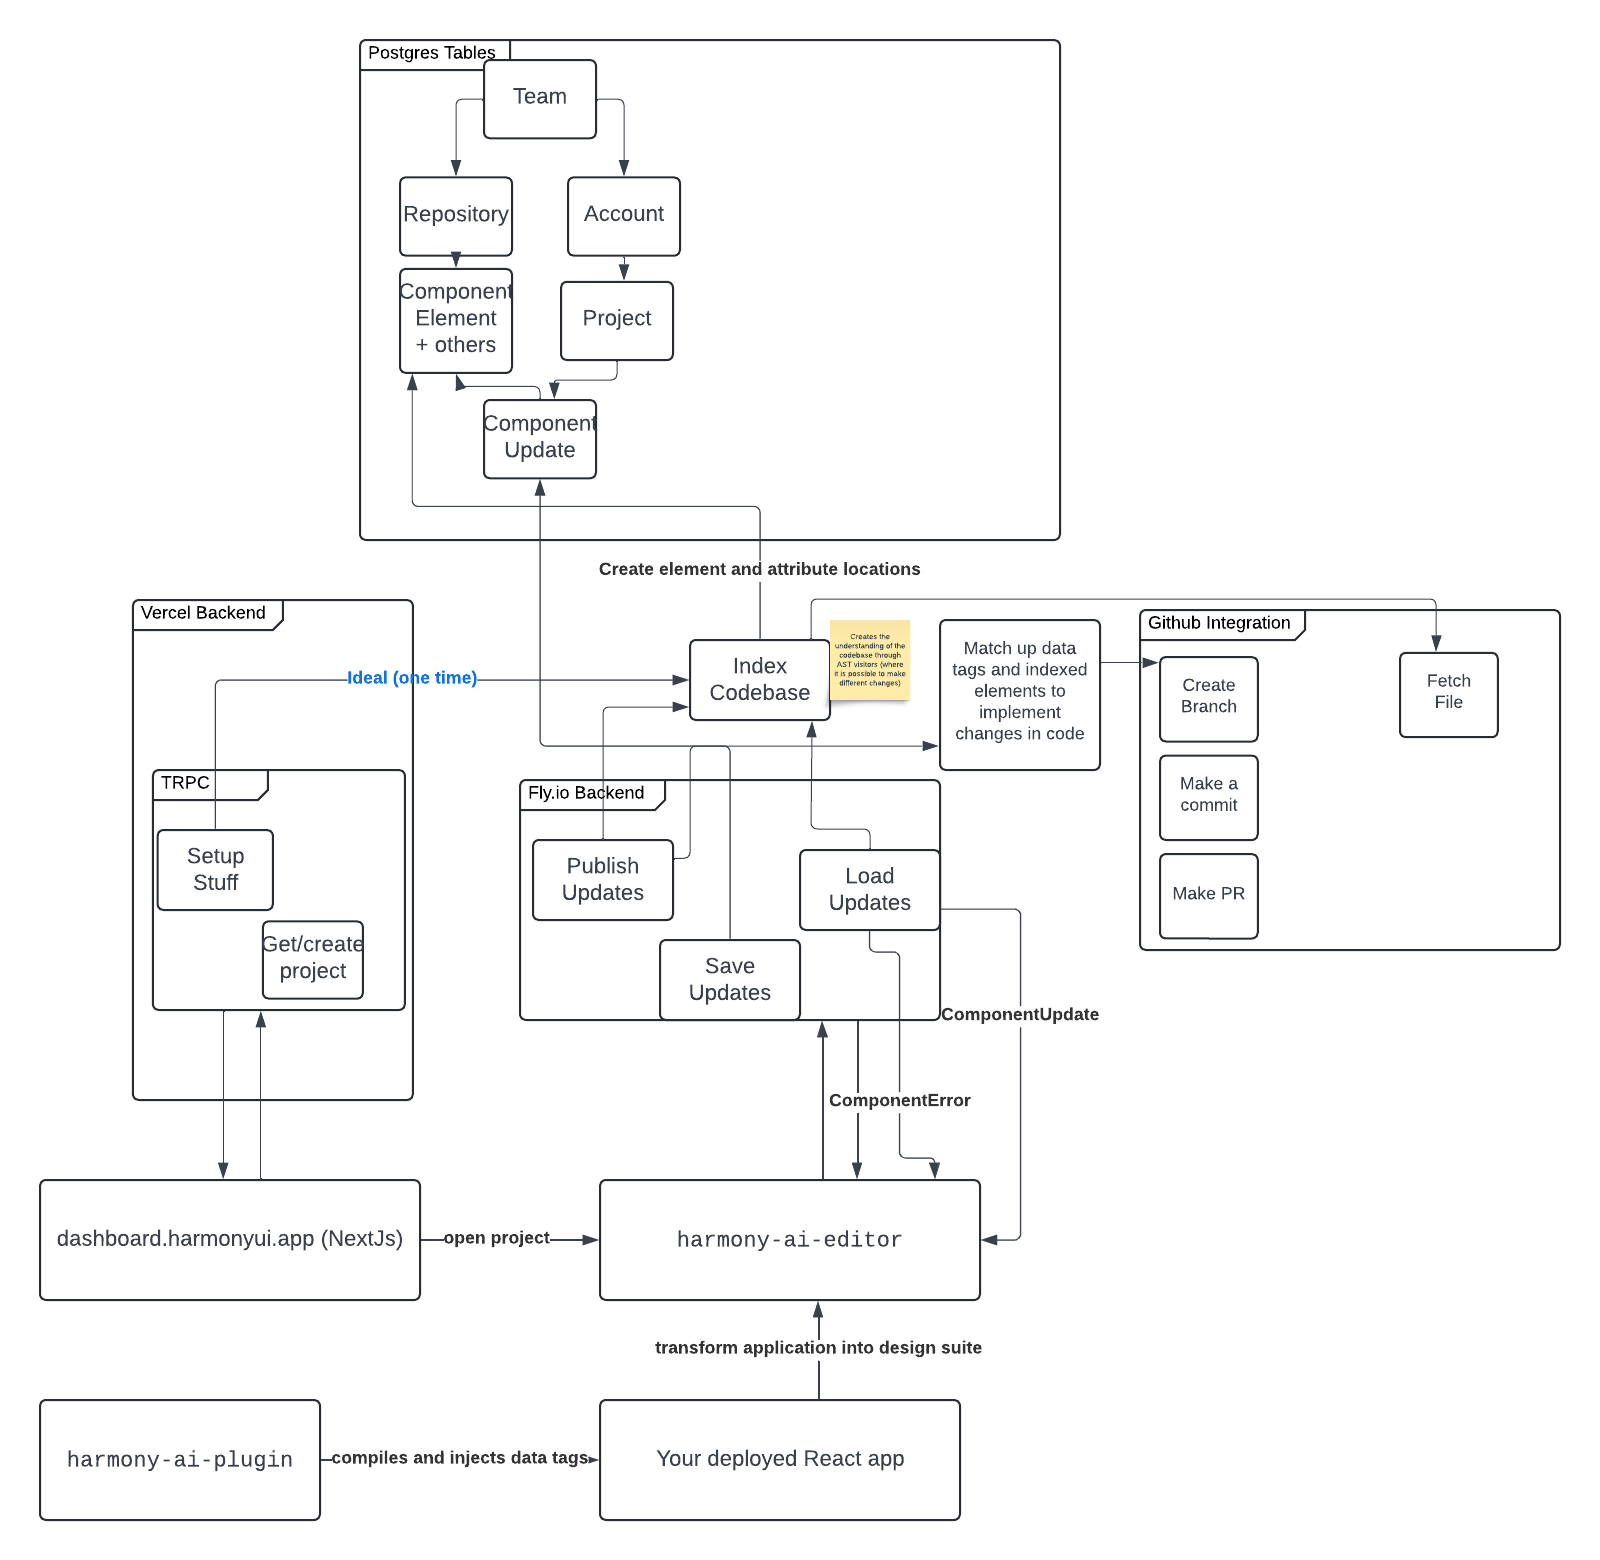 Postgres Tables
Team
Repository
Account
Component
Element
+ others
Project
Component
Update
Create element and attribute locations
Vercel Backend
Ideal (one time)
Index
Codebase
Creates the
understanding of the
codebase through
AST visitors (where
it is possible to make
different changes)
Match up data
tags and indexed
elements to
implement
changes in code
Github Integration
Create
Branch
Fetch
File
Make a
commit
Make PR
TRPC
Setup
Stuff
Get/create
project
Fly.io Backend
Publish
Updates
Load
Updates
Save
Updates
ComponentUpdate
ComponentError
dashboard.harmonyui.app (NextJs)
open project
harmony-ai-editor
transform application into design suite
harmony-ai-plugin
compiles and injects data tags
Your deployed React app